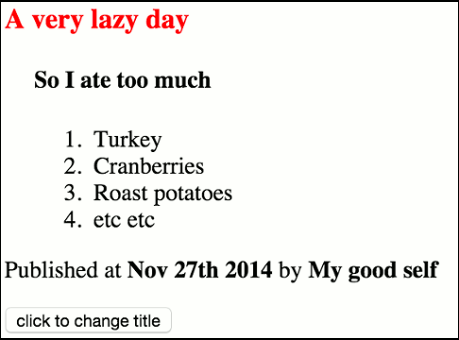 A very lazy day
So I ate too much
1. Turkey
2. Cranberries
3. Roast potatoes
4. etc etc
Published at Nov 27th 2014 by My good self
click to change title